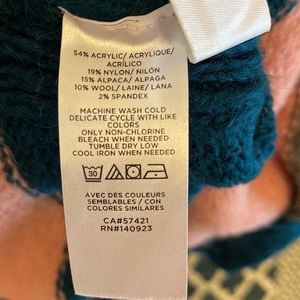 54% ACRYLIC/ ACRYLIQUE/
ACRÍLICO
19% NYLON/ NILÓN
15% ALPACA/ ALPAGA
10% WOOL/ LAINE/ LANA
2% SPANDEX
MACHINE WASH COLD
DELICATE CYCLE WITH LIKE
COLORS
ONLY NON-CHLORINE
BLEACH WHEN NEEDED
TUMBLE DRY LOW
COOL IRON WHEN NEEDED
30
AVEC DES COULEURS
SEMBLABLES / CON
COLORES SIMILARES
CA#57421
RN#140923